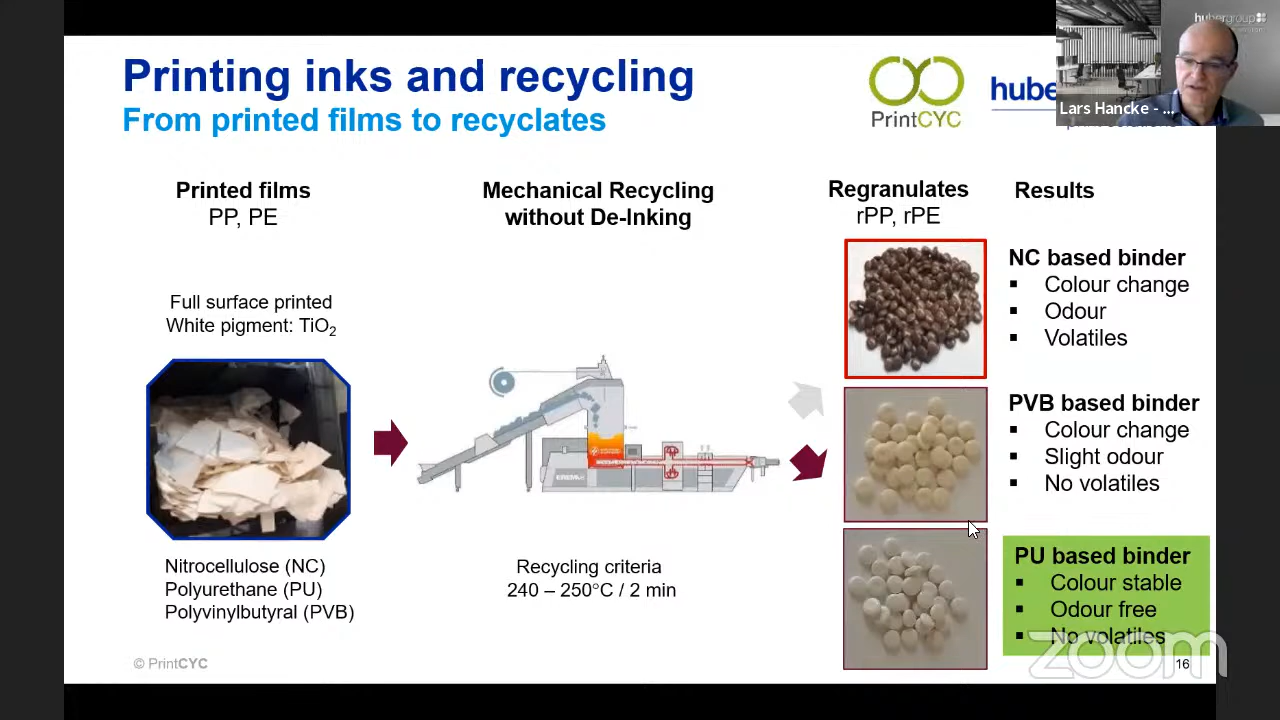 Printing inks and recycling
From printed films to recyclates
PrintCYC
hube
hubergroup
Lars Hancke - ...
Printed films
PP, PE
Mechanical Recycling
without De-Inking
Regranulates
rPP, rPE
Results
Full surface printed
White pigment: TiO₂
NC based binder
▪ Colour change
▪ Odour
▪ Volatiles
PVB based binder
▪ Colour change
▪ Slight odour
▪ No volatiles
Nitrocellulose (NC)
Polyurethane (PU)
Polyvinylbutyral (PVB)
Recycling criteria
240 – 250°C / 2 min
PU based binder
▪ Colour stable
▪ Odour free
▪ No volatiles
© PrintCYC
zoom
16